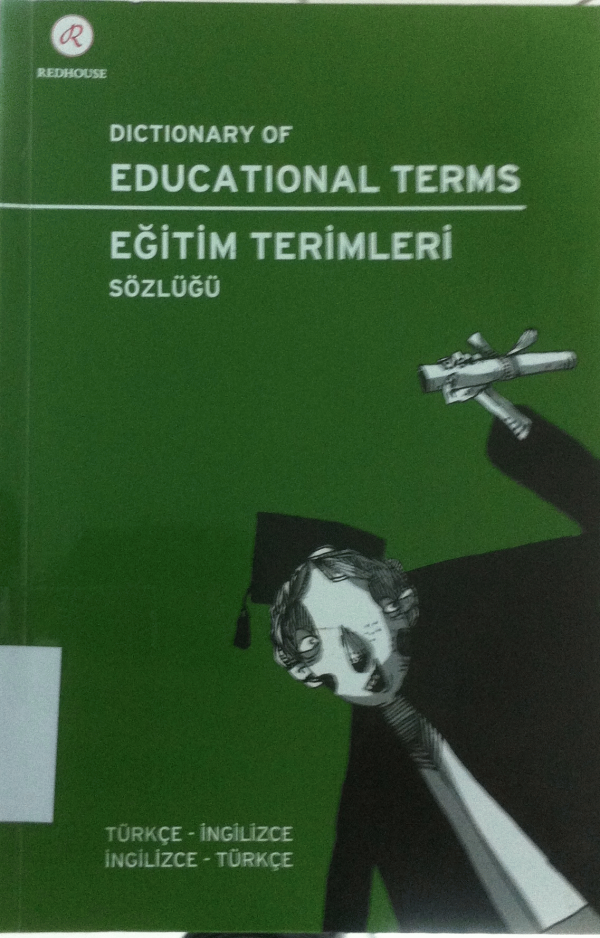 R
REDHOUSE
DICTIONARY OF
EDUCATIONAL TERMS
EĞİTİM TERİMLERİ
SÖZLÜĞÜ
TÜRKÇE - İNGİLİZCE
İNGİLİZCE - TÜRKÇE